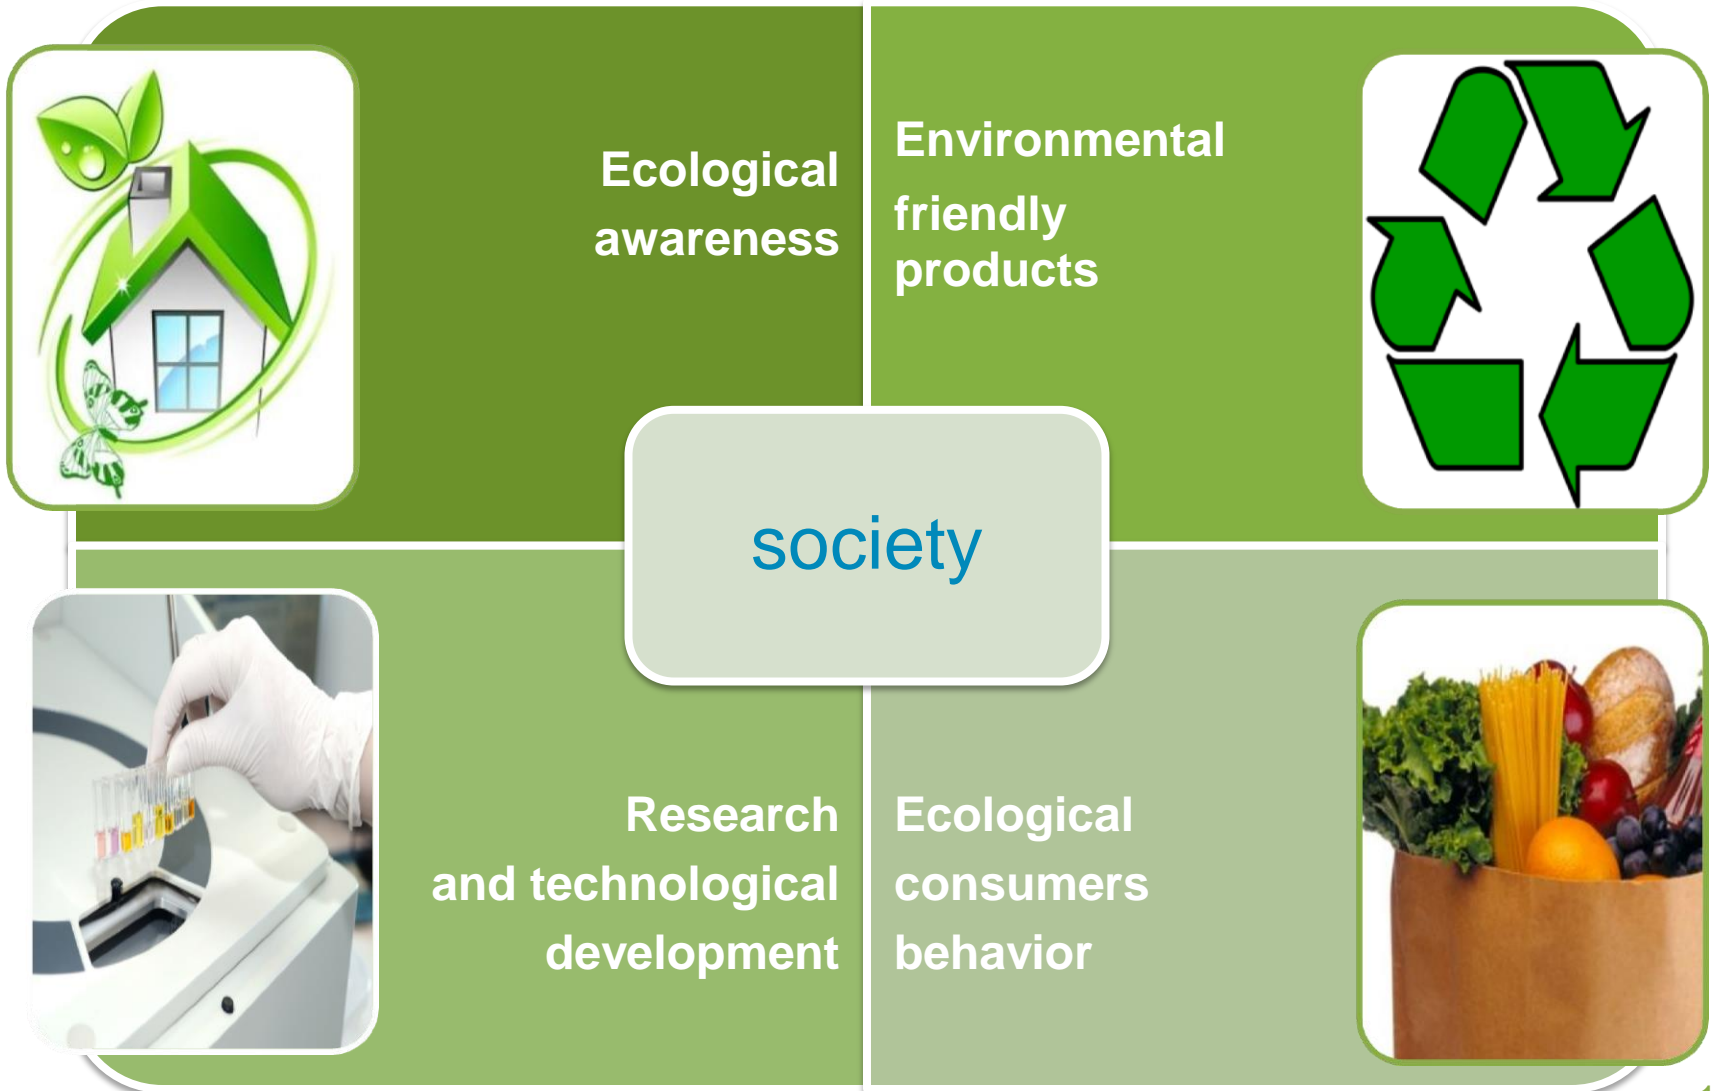 Ecological
awareness
Environmental
friendly
products
society
Research
and technological
development
Ecological
consumers
behavior